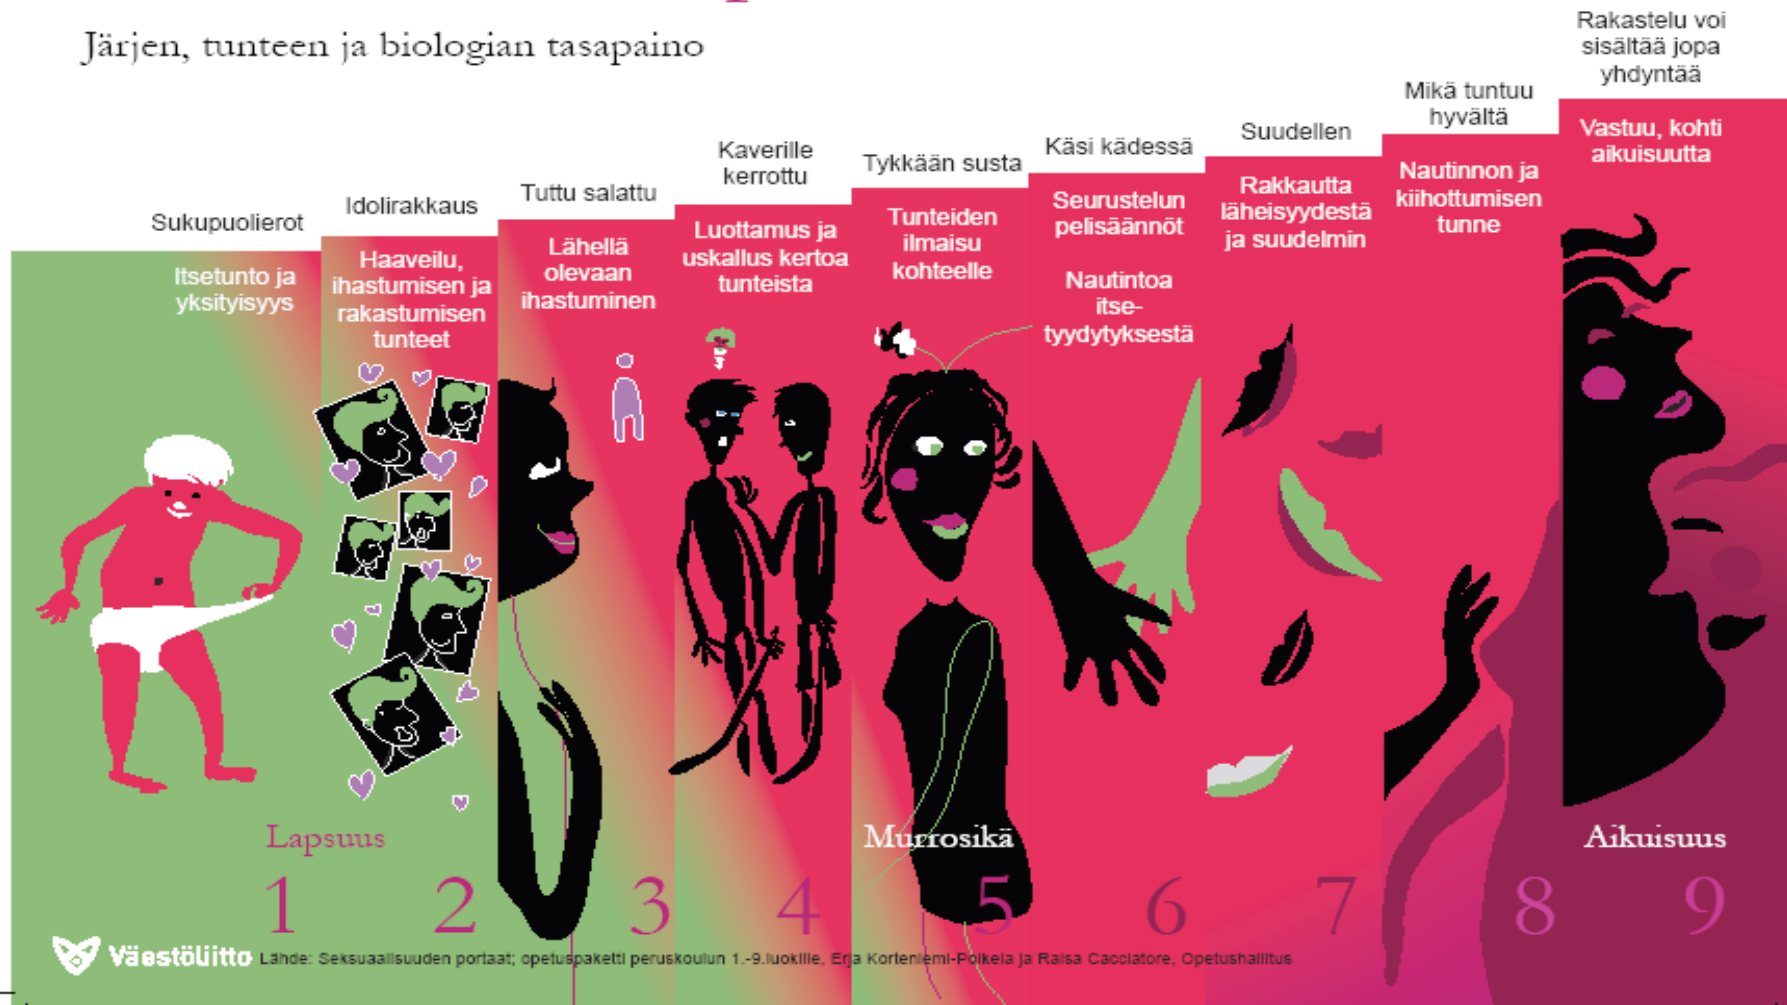 Järjen, tunteen ja biologian tasapaino
Sukupuolierot
Itsetunto ja
yksityisyys
Idolirakkaus
Haaveilu,
ihastumisen ja
rakastumisen
tunteet
Tuttu salattu
Lähellä
olevaan
ihastuminen
Kaverille
kerrottu
Luottamus ja
uskallus kertoa
tunteista
Tykkään susta
Tunteiden
ilmaisu
kohteelle
Käsi kädessä
Seurustelun
pelisäännöt
Nautintoa
itse-
tyydytyksestä
Suudellen
Rakkautta
läheisyydestä
ja suudelmin
Mikä tuntuu
hyvältä
Nautinnon ja
kiihottumisen
tunne
Rakastelu voi
sisältää jopa
yhdyntää
Vastuu, kohti
aikuisuutta
Lapsuus
Murrosikä
Aikuisuus
1 2 3 4 5 6 7 8 9
Väestöliitto
Lähde: Seksuaalisuuden portaat; opetuspaketti peruskoulun 1.-9.luokille, Erja Korteniemi-Poikela ja Raisa Cacciatore, Opetushallitus